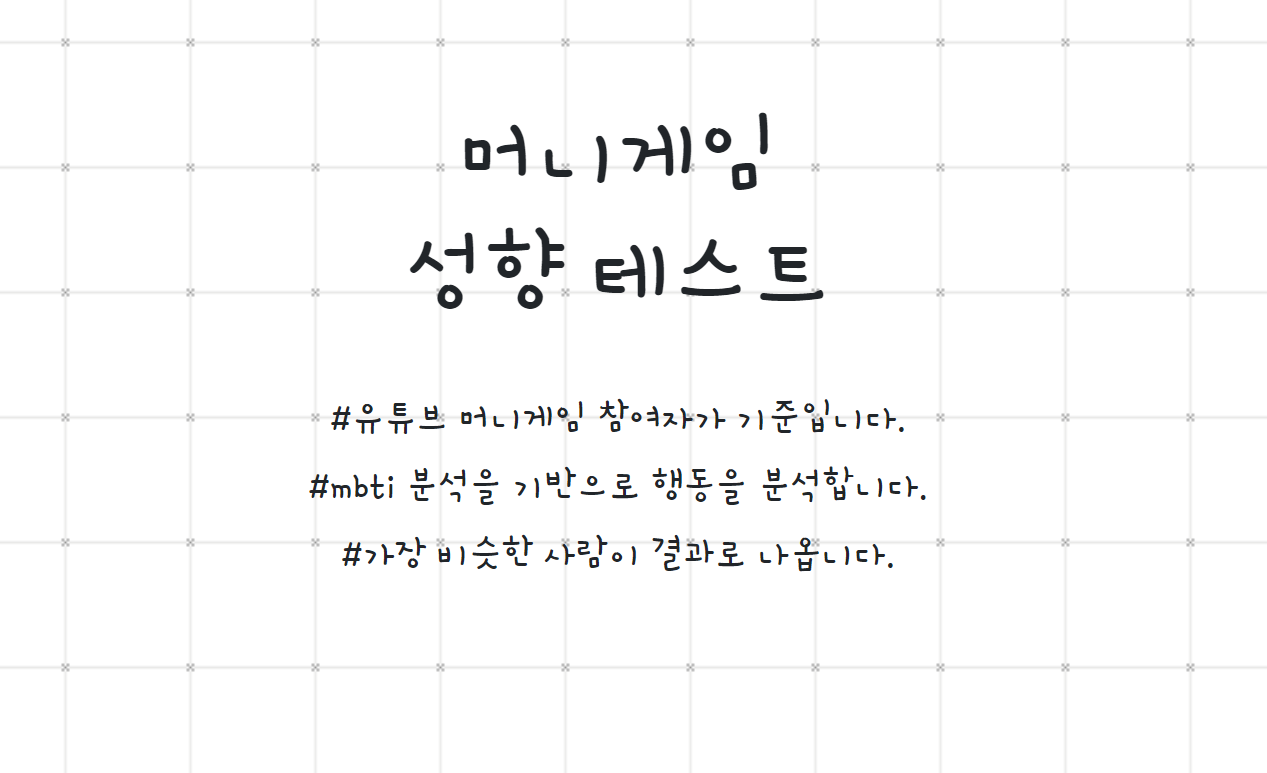 머니게임
성향 테스트
#유튜브 머니게임 참여자가 기준입니다.
#mbti 분석을 기반으로 행동을 분석합니다.
#가장 비슷한 사람이 결과로 나옵니다.